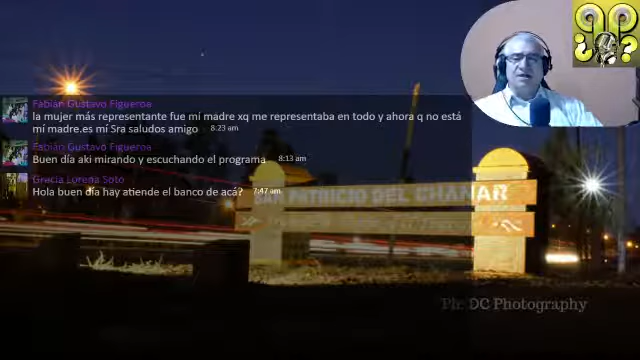 Fabián Gustavo Figueroa
la mujer más representante fue mí madre xq me representaba en todo y ahora q no está
mí madre.es mí Sra saludos amigo 8:23 am
Fabián Gustavo Figueroa
Buen día aki mirando y escuchando el programa 8:13 am
Gracia Lorena Soto
Hola buen día hay atiende el banco de acá? 7:47 am
SAN PATRICIO DEL CHAÑAR
Ph: DC Photography